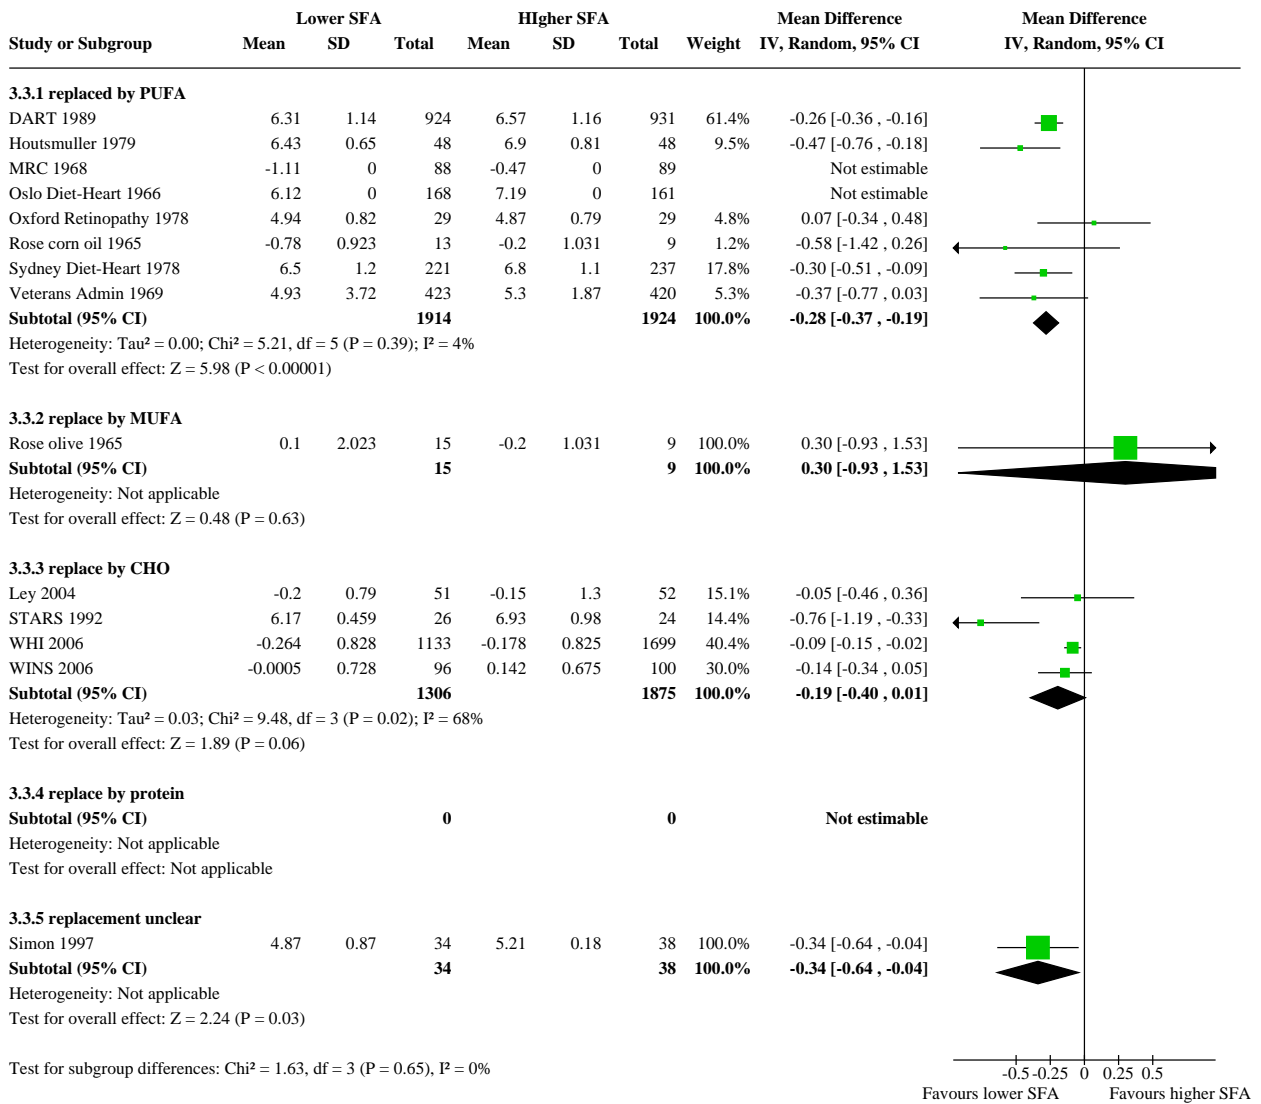 Lower SFA HIgher SFA Mean Difference Mean Difference
Study or Subgroup Mean SD Total Mean SD Total Weight IV, Random, 95% CI IV, Random, 95% CI
3.3.1 replaced by PUFA
DART 1989 6.31 1.14 924 6.57 1.16 931 61.4% -0.26 [-0.36 , -0.16]
Houtsmuller 1979 6.43 0.65 48 6.9 0.81 48 9.5% -0.47 [-0.76 , -0.18]
MRC 1968 -1.11 0 88 -0.47 0 89 Not estimable
Oslo Diet-Heart 1966 6.12 0 168 7.19 0 161 Not estimable
Oxford Retinopathy 1978 4.94 0.82 29 4.87 0.79 29 4.8% 0.07 [-0.34 , 0.48]
Rose corn oil 1965 -0.78 0.923 13 -0.2 1.031 9 1.2% -0.58 [-1.42 , 0.26]
Sydney Diet-Heart 1978 6.5 1.2 221 6.8 1.1 237 17.8% -0.30 [-0.51 , -0.09]
Veterans Admin 1969 4.93 3.72 423 5.3 1.87 420 5.3% -0.37 [-0.77 , 0.03]
Subtotal (95% CI) 1914 1924 100.0% -0.28 [-0.37 , -0.19]
Heterogeneity: Tau² = 0.00; Chi² = 5.21, df = 5 (P = 0.39); I² = 4%
Test for overall effect: Z = 5.98 (P < 0.00001)
3.3.2 replace by MUFA
Rose olive 1965 0.1 2.023 15 -0.2 1.031 9 100.0% 0.30 [-0.93 , 1.53]
Subtotal (95% CI) 15 9 100.0% 0.30 [-0.93 , 1.53]
Heterogeneity: Not applicable
Test for overall effect: Z = 0.48 (P = 0.63)
3.3.3 replace by CHO
Ley 2004 -0.2 0.79 51 -0.15 1.3 52 15.1% -0.05 [-0.46 , 0.36]
STARS 1992 6.17 0.459 26 6.93 0.98 24 14.4% -0.76 [-1.19 , -0.33]
WHI 2006 -0.264 0.828 1133 -0.178 0.825 1699 40.4% -0.09 [-0.15 , -0.02]
WINS 2006 -0.0005 0.728 96 0.142 0.675 100 30.0% -0.14 [-0.34 , 0.05]
Subtotal (95% CI) 1306 1875 100.0% -0.19 [-0.40 , 0.01]
Heterogeneity: Tau² = 0.03; Chi² = 9.48, df = 3 (P = 0.02); I² = 68%
Test for overall effect: Z = 1.89 (P = 0.06)
3.3.4 replace by protein
Subtotal (95% CI) 0 0 Not estimable
Heterogeneity: Not applicable
Test for overall effect: Not applicable
3.3.5 replacement unclear
Simon 1997 4.87 0.87 34 5.21 0.18 38 100.0% -0.34 [-0.64 , -0.04]
Subtotal (95% CI) 34 38 100.0% -0.34 [-0.64 , -0.04]
Heterogeneity: Not applicable
Test for overall effect: Z = 2.24 (P = 0.03)
Test for subgroup differences: Chi² = 1.63, df = 3 (P = 0.65), I² = 0%
-0.5 -0.25 0 0.25 0.5
Favours lower SFA Favours higher SFA